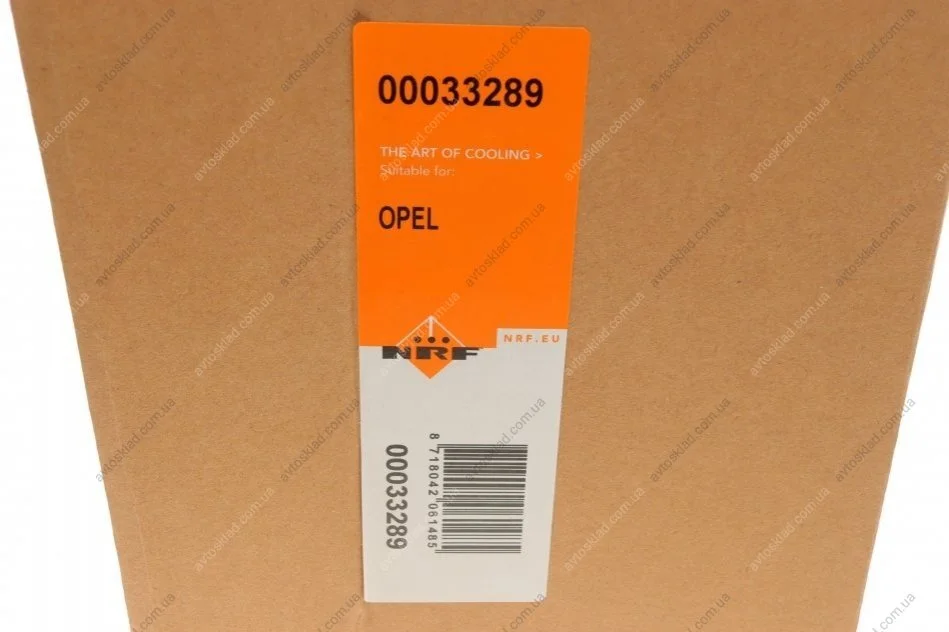 00033289
THE ART OF COOLING >
Suitable for:
OPEL
NRF
NRF.EU
00033289
8 718042 061485
avtosklad.com.ua